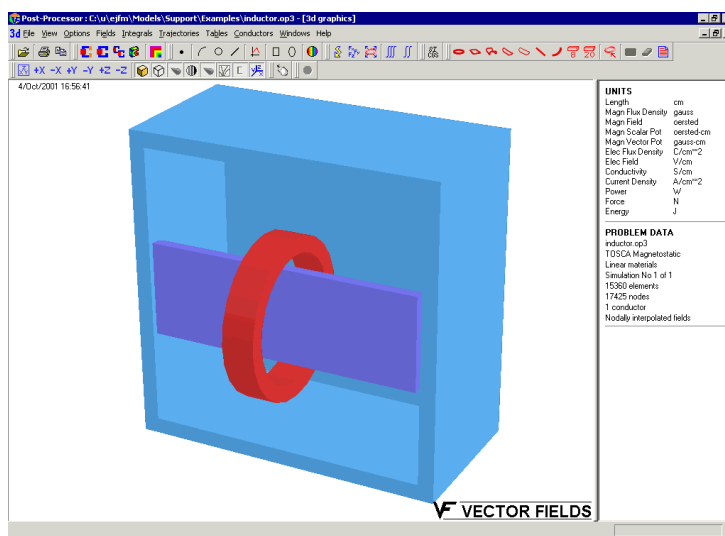 Post-Processor : C:\u\ejfm\Models\Support\Examples\inductor.op3 - [3d graphics]
3d File View Options Fields Integrals Trajectories Tables Conductors Windows Help
+X -X +Y -Y +Z -Z
4/Oct/2001 16:56:41
UNITS
Length cm
Magn Flux Density gauss
Magn Field oersted
Magn Scalar Pot oersted-cm
Magn Vector Pot gauss-cm
Elec Flux Density C/cm**2
Elec Field V/cm
Conductivity S/cm
Current Density A/cm**2
Power W
Force N
Energy J
PROBLEM DATA
inductor.op3
TOSCA Magnetostatic
Linear materials
Simulation No 1 of 1
15360 elements
17425 nodes
1 conductor
Nodally interpolated fields
VF VECTOR FIELDS